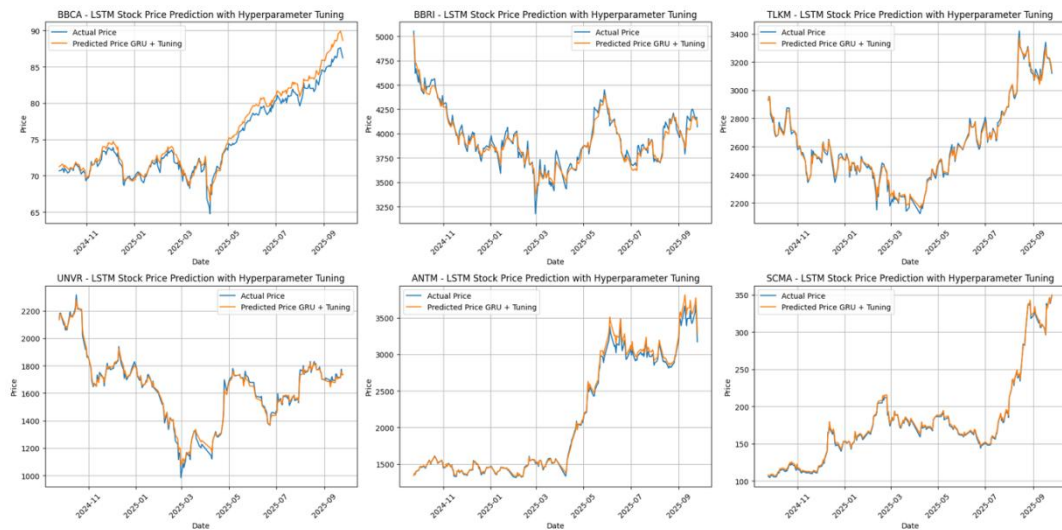 BBCA - LSTM Stock Price Prediction with Hyperparameter Tuning
Actual Price
Predicted Price GRU + Tuning
90
85
80
75
70
65
Price
2024-11
2025-01
2025-03
2025-05
2025-07
2025-09
Date
BBRI - LSTM Stock Price Prediction with Hyperparameter Tuning
Actual Price
Predicted Price GRU + Tuning
5000
4750
4500
4250
4000
3750
3500
3250
Price
2024-11
2025-01
2025-03
2025-05
2025-07
2025-09
Date
TLKM - LSTM Stock Price Prediction with Hyperparameter Tuning
Actual Price
Predicted Price GRU + Tuning
3400
3200
3000
2800
2600
2400
2200
Price
2024-11
2025-01
2025-03
2025-05
2025-07
2025-09
Date
UNVR - LSTM Stock Price Prediction with Hyperparameter Tuning
Actual Price
Predicted Price GRU + Tuning
2200
2000
1800
1600
1400
1200
1000
Price
2024-11
2025-01
2025-03
2025-05
2025-07
2025-09
Date
ANTM - LSTM Stock Price Prediction with Hyperparameter Tuning
Actual Price
Predicted Price GRU + Tuning
3500
3000
2500
2000
1500
Price
2024-11
2025-01
2025-03
2025-05
2025-07
2025-09
Date
SCMA - LSTM Stock Price Prediction with Hyperparameter Tuning
Actual Price
Predicted Price GRU + Tuning
350
300
250
200
150
100
Price
2024-11
2025-01
2025-03
2025-05
2025-07
2025-09
Date